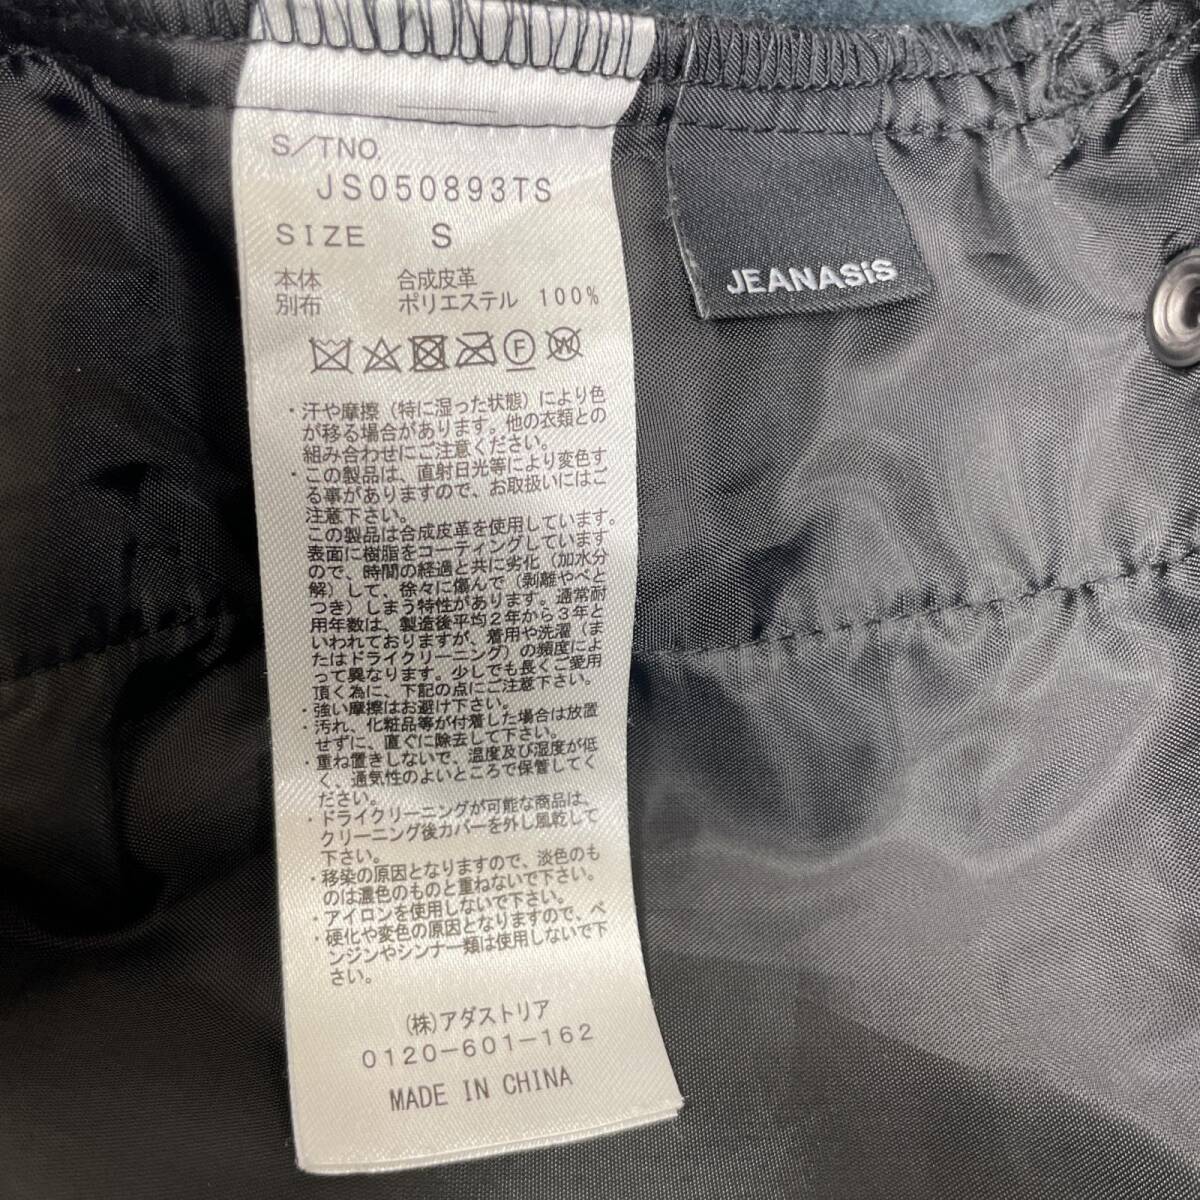 S/TNO.
JS050893TS
SIZE S
本体 合成皮革
別布 ポリエステル 100%
F W
・汗や摩擦(特に湿った状態)により色
が移る場合があります。他の衣類との
組み合わせにご注意ください。
・この製品は、直射日光等により変色す
る事がありますので、お取扱いにはご
注意下さい。
この製品は合成皮革を使用しています。
表面に樹脂をコーティングしています
ので、時間の経過と共に劣化(加水分
解)して、徐々に傷んで(剥離やべと
つき)しまう特性があります。通常耐
用年数は、製造後平均2年から3年と
いわれておりますが、着用や洗濯(ま
たはドライクリーニング)の頻度によ
って異なります。少しでも長くご愛用
頂く為に、下記の点にご注意下さい。
・強い摩擦はお避け下さい。
・汚れ、化粧品等が付着した場合は放置
せずに、直ぐに除去して下さい。
・重ね置きしないで、温度及び湿度が低
く、通気性のよいところで保管してく
ださい。
・ドライクリーニングが可能な商品は、
クリーニング後カバーを外し風乾して
下さい。
・移染の原因となりますので、淡色のも
のは濃色のものと重ねないで下さい。
・アイロンを使用しないで下さい。
・硬化や変色の原因となりますので、ベ
ンジンやシンナー類は使用しないで下
さい。
(株)アダストリア
0120-601-162
MADE IN CHINA
JEANASiS